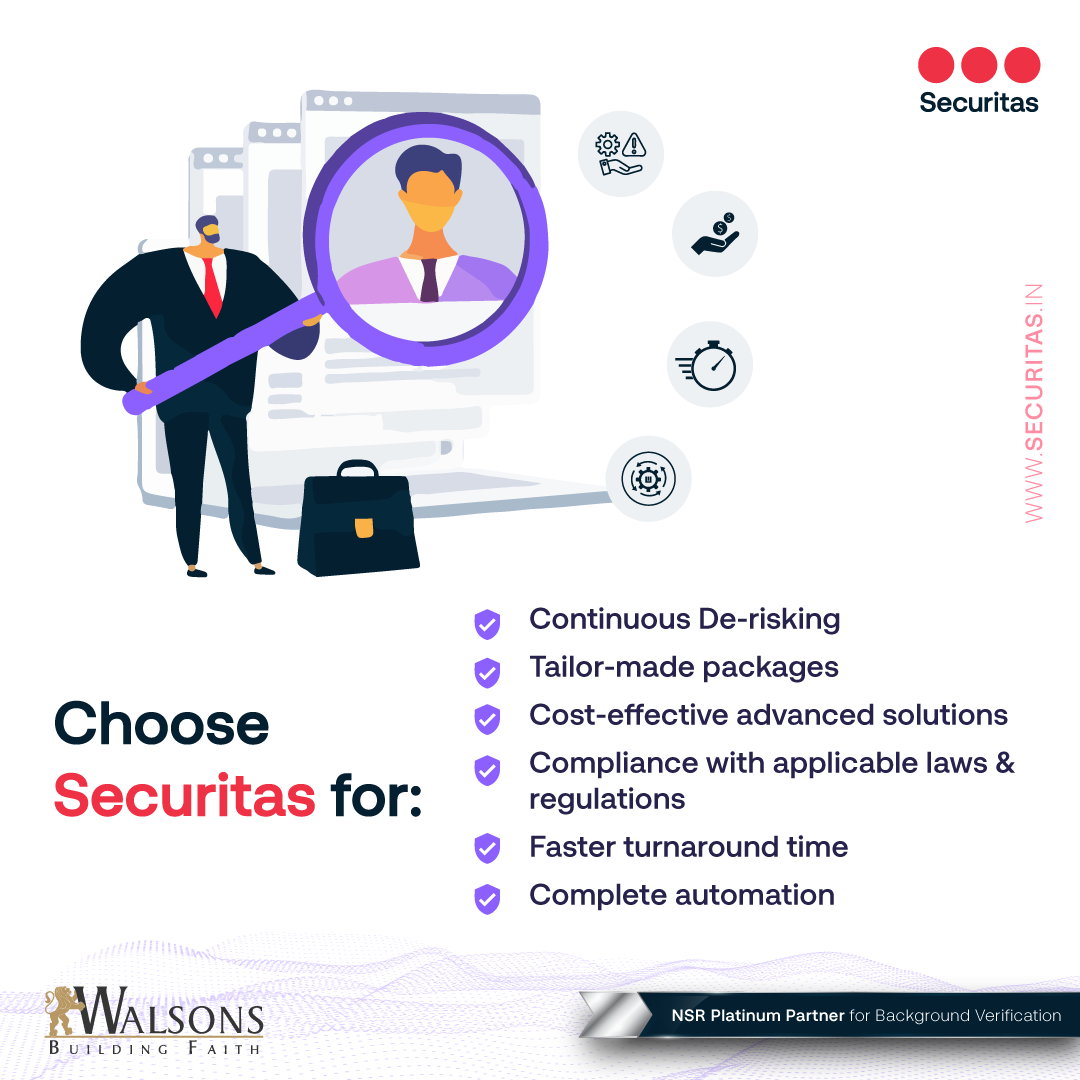 Securitas
WWW.SECURITAS.IN
Choose
Securitas for:
Continuous De-risking
Tailor-made packages
Cost-effective advanced solutions
Compliance with applicable laws &
regulations
Faster turnaround time
Complete automation
WALSONS
BUILDING FAITH
NSR Platinum Partner for Background Verification